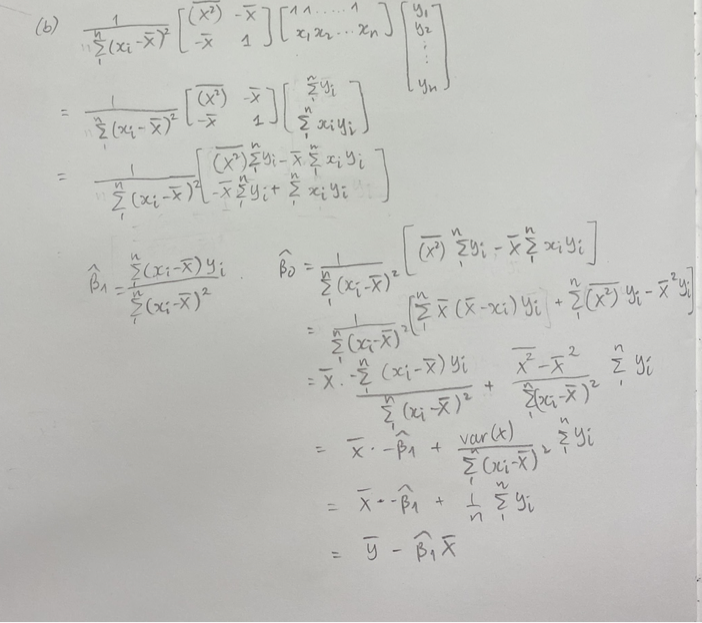 (b) \frac{1}{\sum_1^n (x_i - \bar{x})^2} \begin{bmatrix} \overline{(x^2)} & -\bar{x} \\ -\bar{x} & 1 \end{bmatrix} \begin{bmatrix} 1 & 1 & \cdots & 1 \\ x_1 & x_2 & \cdots & x_n \end{bmatrix} \begin{bmatrix} y_1 \\ y_2 \\ \vdots \\ y_n \end{bmatrix}
= \frac{1}{\sum_1^n (x_i - \bar{x})^2} \begin{bmatrix} \overline{(x^2)} & -\bar{x} \\ -\bar{x} & 1 \end{bmatrix} \begin{bmatrix} \sum_1^n y_i \\ \sum_1^n x_i y_i \end{bmatrix}
= \frac{1}{\sum_1^n (x_i - \bar{x})^2} \begin{bmatrix} \overline{(x^2)} \sum_1^n y_i - \bar{x} \sum_1^n x_i y_i \\ -\bar{x} \sum_1^n y_i + \sum_1^n x_i y_i \end{bmatrix}
\hat{\beta}_1 = \frac{\sum_1^n (x_i - \bar{x}) y_i}{\sum_1^n (x_i - \bar{x})^2} . \hat{\beta}_0 = \frac{1}{\sum_1^n (x_i - \bar{x})^2} \left[ \overline{(x^2)} \sum_1^n y_i - \bar{x} \sum_1^n x_i y_i \right]
= \frac{1}{\sum_1^n (x_i - \bar{x})^2} \left[ \sum_1^n \bar{x} (\bar{x} - x_i) y_i + \sum_1^n \overline{(x^2)} y_i - \bar{x}^2 y_i \right]
= \bar{x} \cdot \frac{-\sum_1^n (x_i - \bar{x}) y_i}{\sum_1^n (x_i - \bar{x})^2} + \frac{\overline{x^2} - \bar{x}^2}{\sum_1^n (x_i - \bar{x})^2} \sum_1^n y_i
= \bar{x} \cdot -\hat{\beta}_1 + \frac{var(x)}{\sum_1^n (x_i - \bar{x})^2} \sum_1^n y_i
= \bar{x} \cdot -\hat{\beta}_1 + \frac{1}{n} \sum_1^n y_i
= \bar{y} - \hat{\beta}_1 \bar{x}